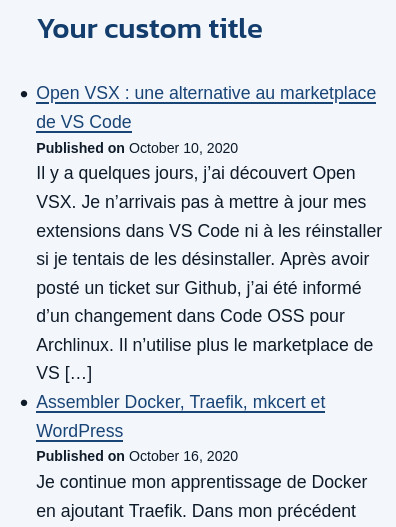 Your custom title
Open VSX : une alternative au marketplace
de VS Code
Published on October 10, 2020
Il y a quelques jours, j’ai découvert Open
VSX. Je n’arrivais pas à mettre à jour mes
extensions dans VS Code ni à les réinstaller
si je tentais de les désinstaller. Après avoir
posté un ticket sur Github, j’ai été informé
d’un changement dans Code OSS pour
Archlinux. Il n’utilise plus le marketplace de
VS […]
Assembler Docker, Traefik, mkcert et
WordPress
Published on October 16, 2020
Je continue mon apprentissage de Docker
en ajoutant Traefik. Dans mon précédent